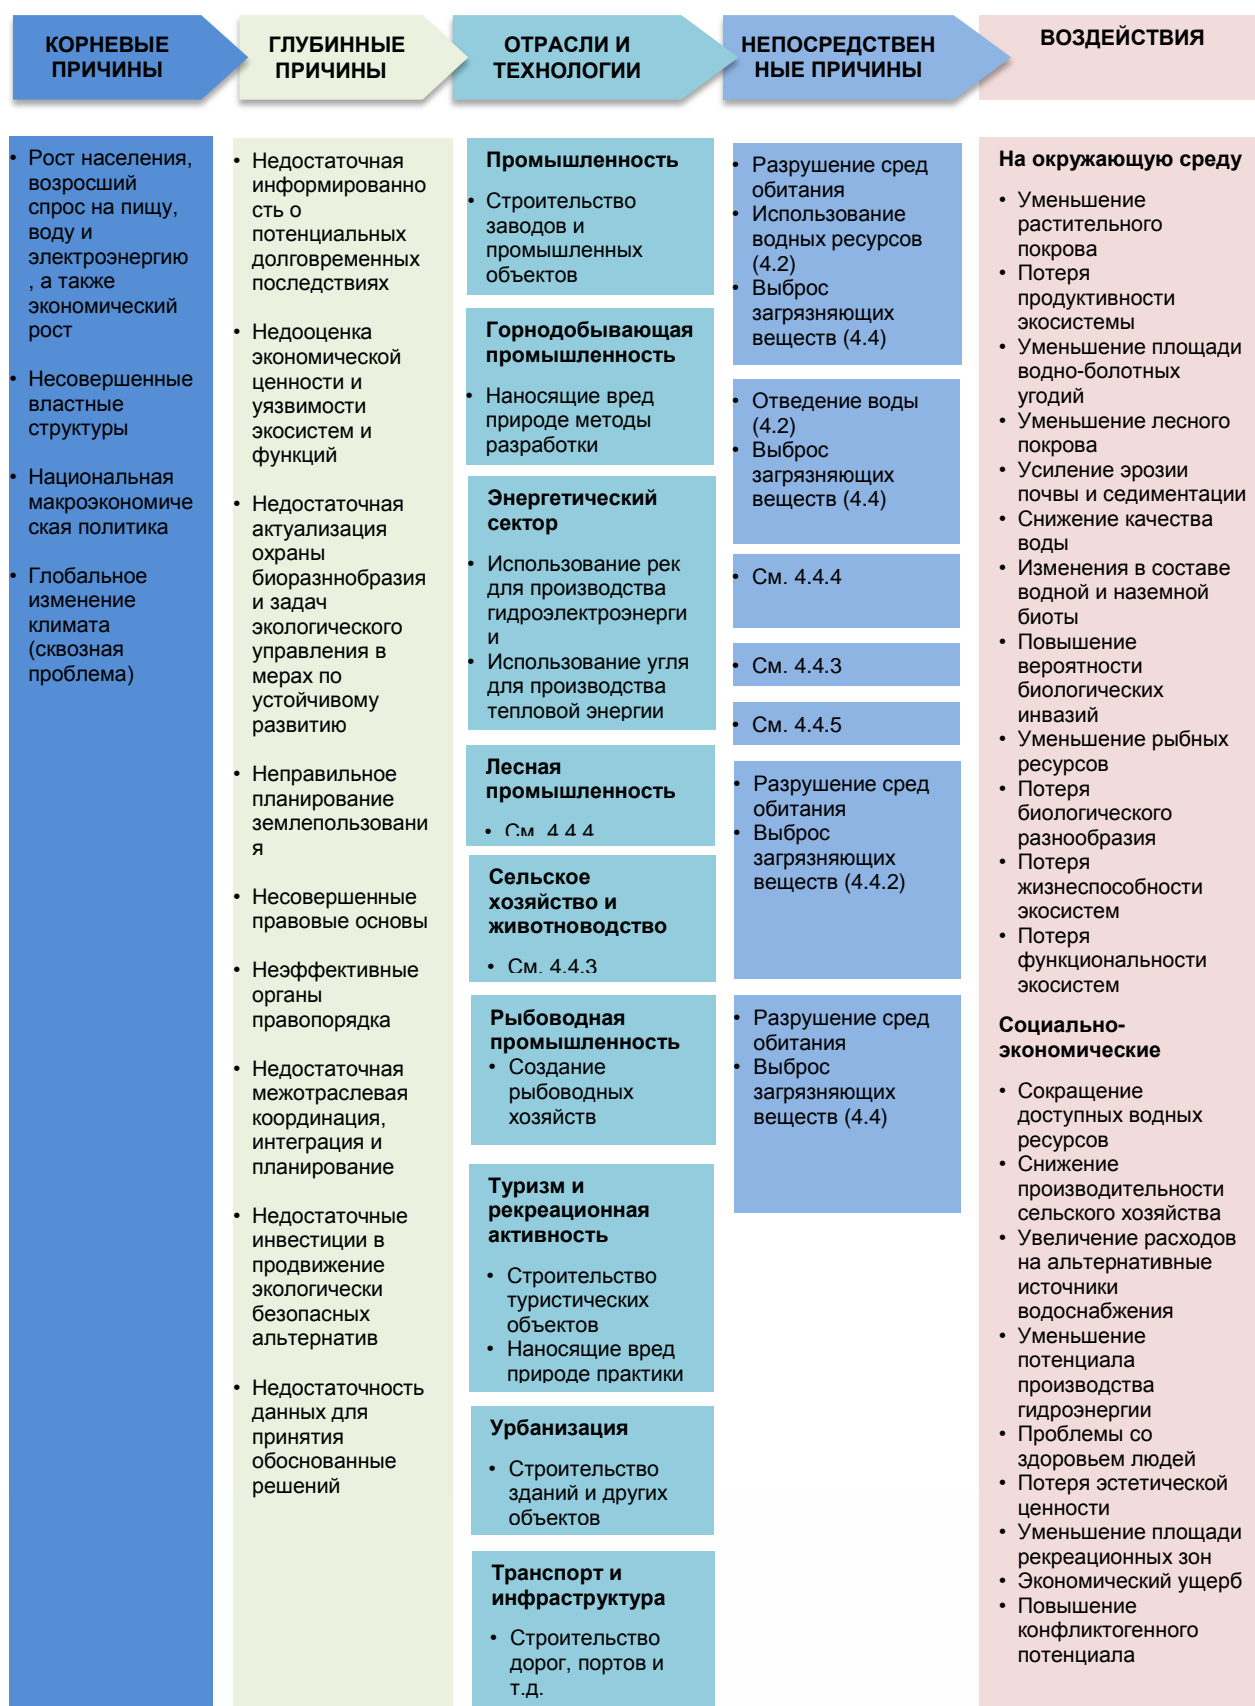 КОРНЕВЫЕ
ПРИЧИНЫ
ГЛУБИННЫЕ
ПРИЧИНЫ
ОТРАСЛИ И
ТЕХНОЛОГИИ
НЕПОСРЕДСТВЕН
НЫЕ ПРИЧИНЫ
ВОЗДЕЙСТВИЯ
• Рост населения,
возросший
спрос на пищу,
воду и
электроэнергию
, а также
экономический
рост
• Несовершенные
властные
структуры
• Национальная
макроэкономиче
ская политика
• Глобальное
изменение
климата
(сквозная
проблема)
• Недостаточная
информированно
сть о
потенциальных
долговременных
последствиях
• Недооценка
экономической
ценности и
уязвимости
экосистем и
функций
• Недостаточная
актуализация
охраны
биоразннобразия
и задач
экологического
управления в
мерах по
устойчивому
развитию
• Неправильное
планирование
землепользовани
я
• Несовершенные
правовые основы
• Неэффективные
органы
правопорядка
• Недостаточная
межотраслевая
координация,
интеграция и
планирование
• Недостаточные
инвестиции в
продвижение
экологически
безопасных
альтернатив
• Недостаточность
данных для
принятия
обоснованные
решений
Промышленность
• Строительство
заводов и
промышленных
объектов
Горнодобывающая
промышленность
• Наносящие вред
природе методы
разработки
Энергетический
сектор
• Использование рек
для производства
гидроэлектроэнерги
и
• Использование угля
для производства
тепловой энергии
Лесная
промышленность
• См. 4.4.4
Сельское
хозяйство и
животноводство
• См. 4.4.3
Рыбоводная
промышленность
• Создание
рыбоводных
хозяйств
Туризм и
рекреационная
активность
• Строительство
туристических
объектов
• Наносящие вред
природе практики
Урбанизация
• Строительство
зданий и других
объектов
Транспорт и
инфраструктура
• Строительство
дорог, портов и
т.д.
• Разрушение сред
обитания
• Использование
водных ресурсов
(4.2)
• Выброс
загрязняющих
веществ (4.4)
• Отведение воды
(4.2)
• Выброс
загрязняющих
веществ (4.4)
• См. 4.4.4
• См. 4.4.3
• См. 4.4.5
• Разрушение сред
обитания
• Выброс
загрязняющих
веществ (4.4.2)
• Разрушение сред
обитания
• Выброс
загрязняющих
веществ (4.4)
На окружающую среду
• Уменьшение
растительного
покрова
• Потеря
продуктивности
экосистемы
• Уменьшение площади
водно-болотных
угодий
• Уменьшение лесного
покрова
• Усиление эрозии
почвы и седиментации
• Снижение качества
воды
• Изменения в составе
водной и наземной
биоты
• Повышение
вероятности
биологических
инвазий
• Уменьшение рыбных
ресурсов
• Потеря
биологического
разнообразия
• Потеря
жизнеспособности
экосистем
• Потеря
функциональности
экосистем
Социально-
экономические
• Сокращение
доступных водных
ресурсов
• Снижение
производительности
сельского хозяйства
• Увеличение расходов
на альтернативные
источники
водоснабжения
• Уменьшение
потенциала
производства
гидроэнергии
• Проблемы со
здоровьем людей
• Потеря эстетической
ценности
• Уменьшение площади
рекреационных зон
• Экономический ущерб
• Повышение
конфликтогенного
потенциала